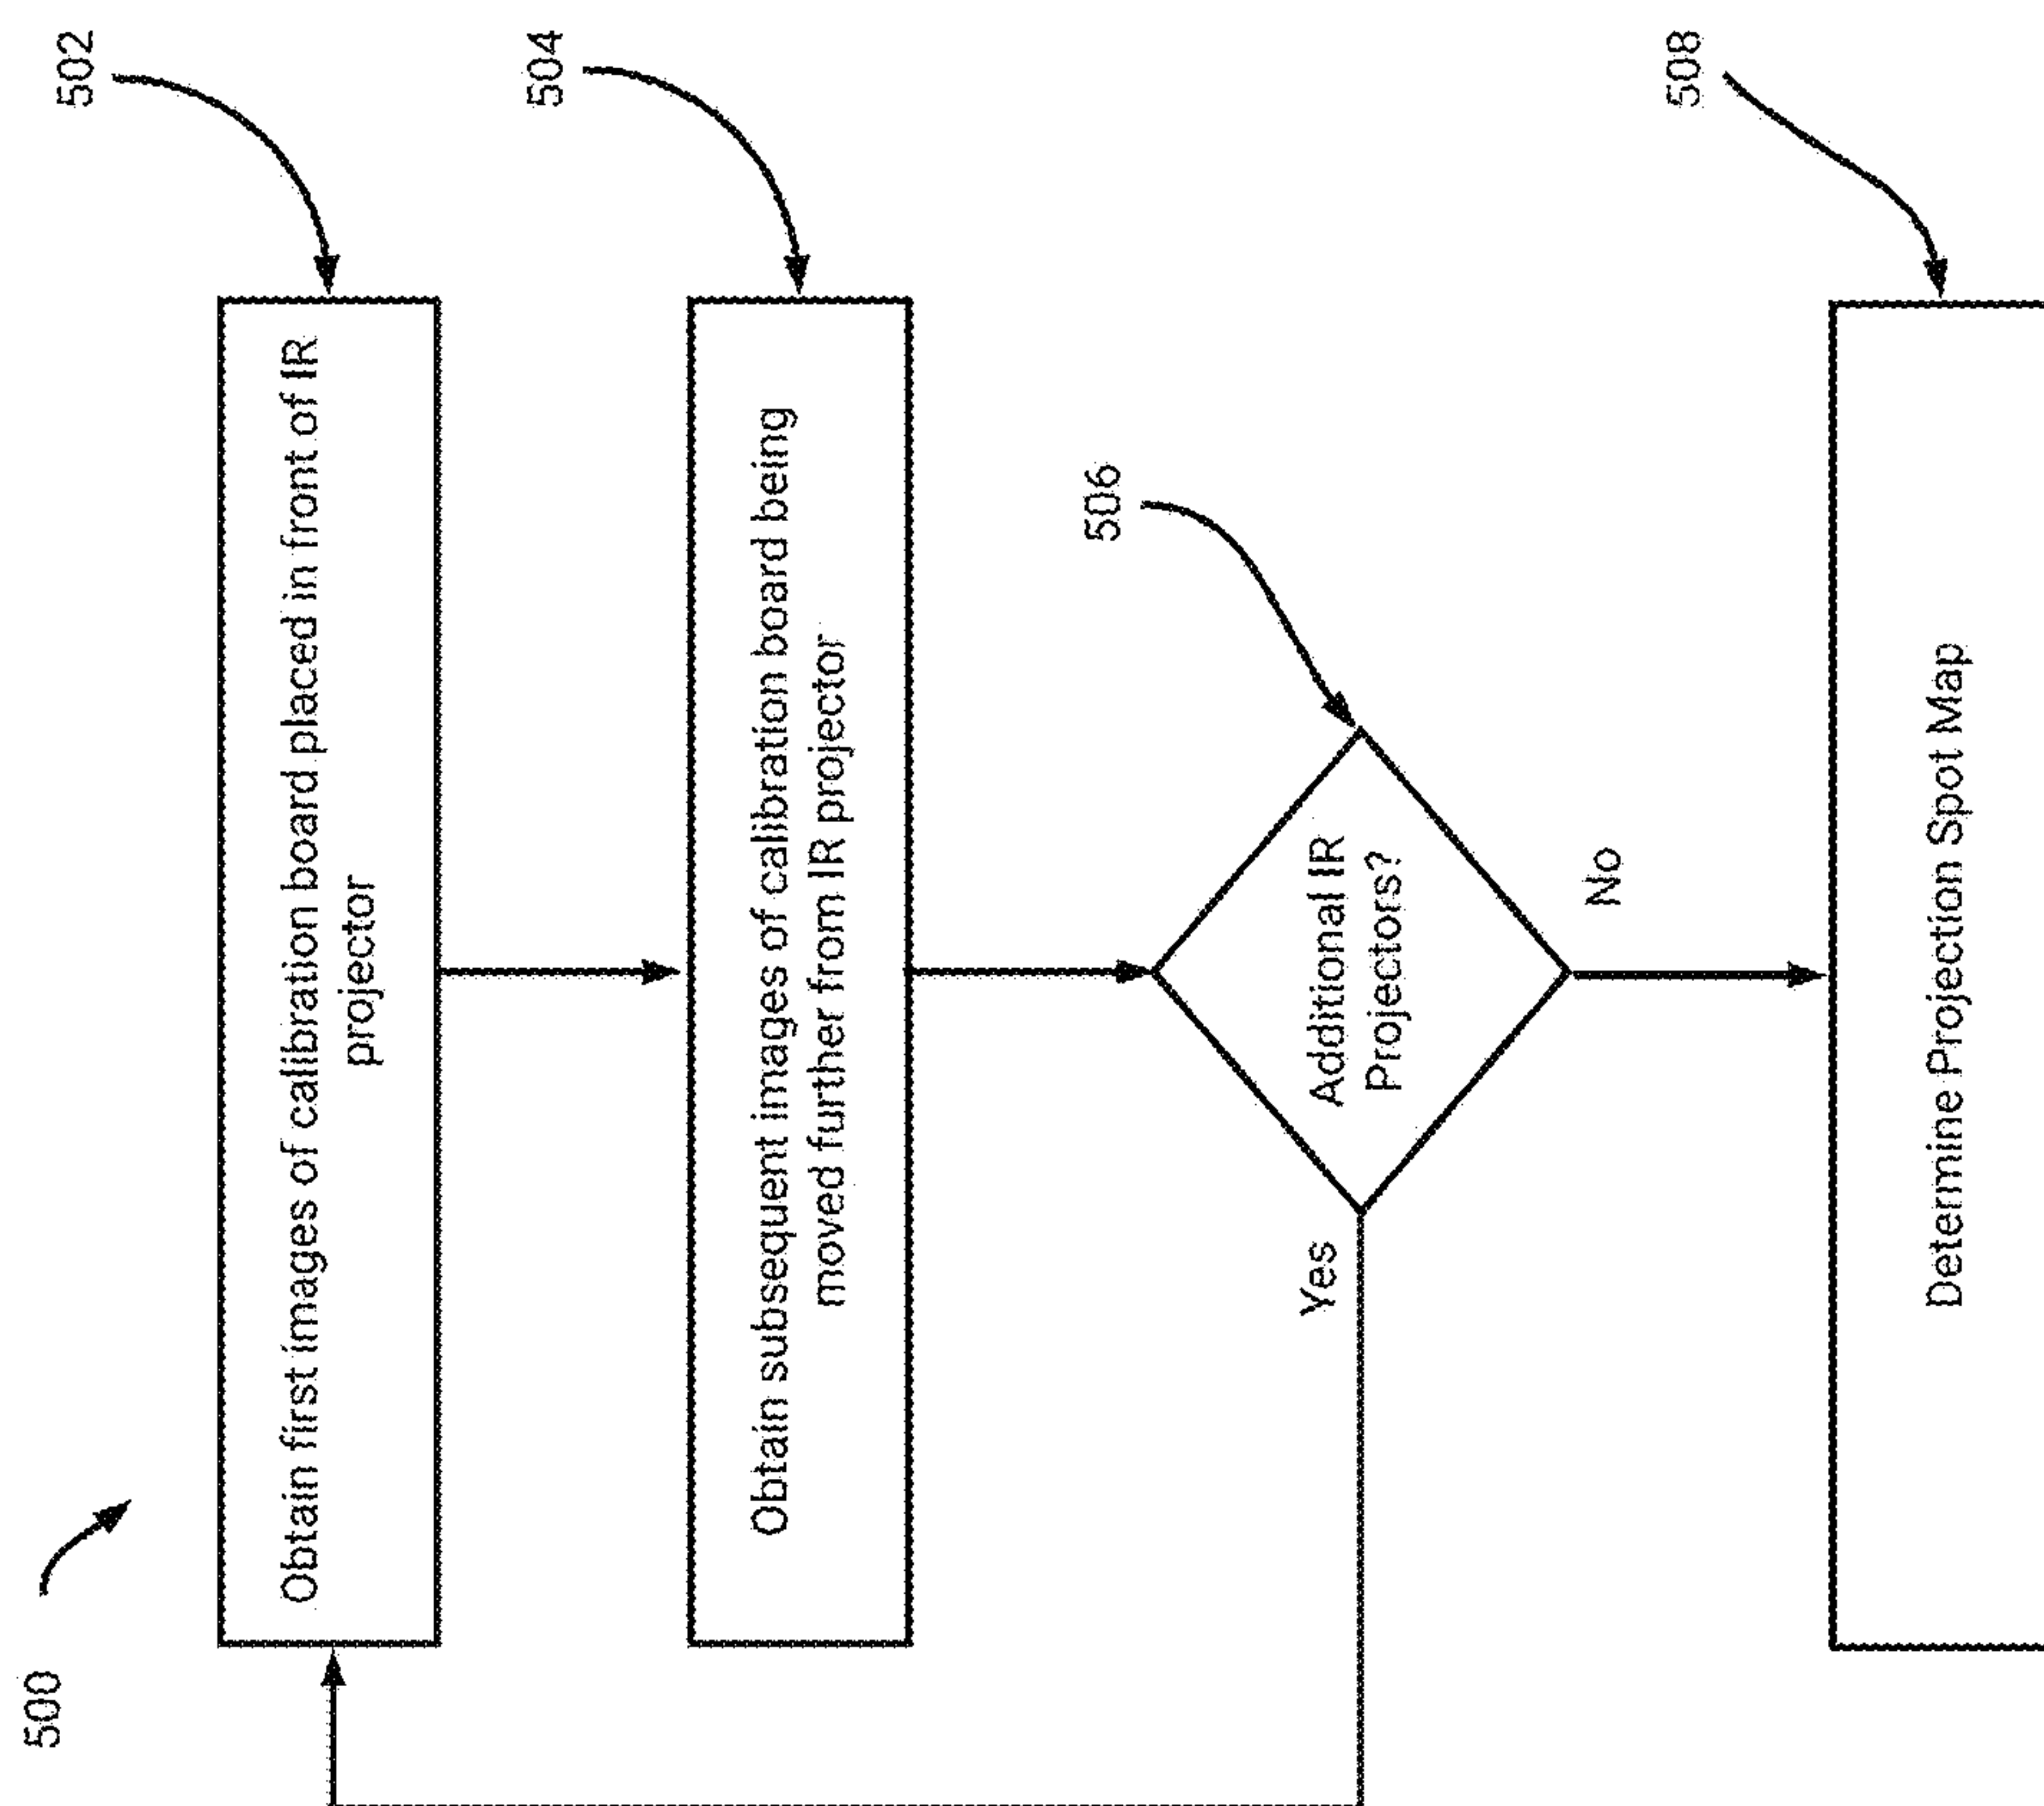 500
502
Obtain first images of calibration board placed in front of IR
projector
504
Obtain subsequent images of calibration board being
moved further from IR projector
506
Additional IR
Projectors?
Yes
No
508
Determine Projection Spot Map